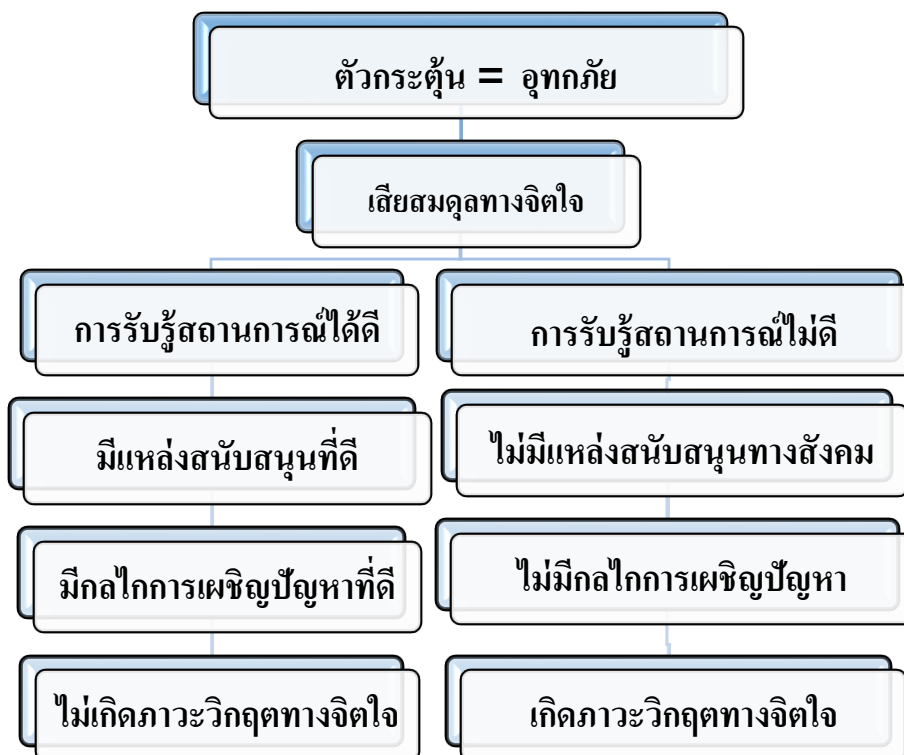 ตัวกระตุ้น = อุทกภัย
เสียสมดุลทางจิตใจ
การรับรู้สถานการณ์ได้ดี
การรับรู้สถานการณ์ไม่ดี
มีแหล่งสนับสนุนที่ดี
ไม่มีแหล่งสนับสนุนทางสังคม
มีกลไกการเผชิญปัญหาที่ดี
ไม่มีกลไกการเผชิญปัญหา
ไม่เกิดภาวะวิกฤตทางจิตใจ
เกิดภาวะวิกฤตทางจิตใจ